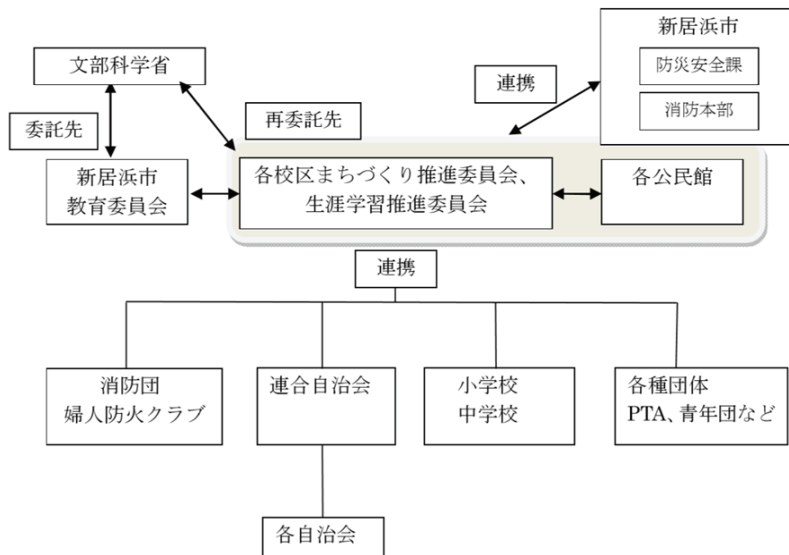 新居浜市
防災安全課
消防本部
文部科学省
連携
委託先
再委託先
新居浜市
教育委員会
各校区まちづくり推進委員会、
生涯学習推進委員会
各公民館
連携
消防団
婦人防火クラブ
連合自治会
小学校
中学校
各種団体
PTA、青年団など
各自治会